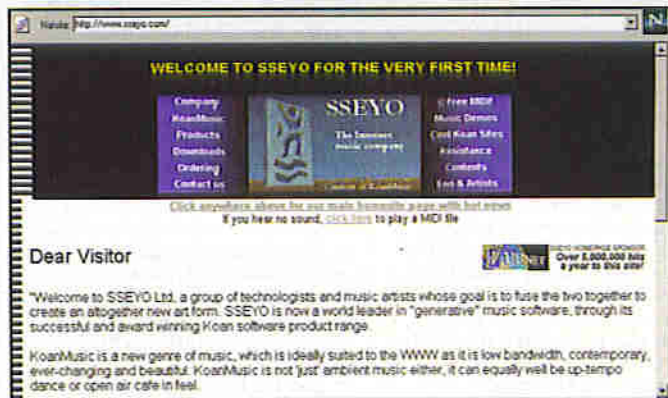 http://www.sseyo.com/
WELCOME TO SSEYO FOR THE VERY FIRST TIME!
Company
KoanMusic
Products
Downloads
Ordering
Contact us
SSEYO
The Internet
music company
Free MIDI!
Music Demos
Cool Koan Sites
Assistance
Contents
& Artists
Click anywhere above for our main homesite page with hot news
If you hear no sound, click here to play a MIDI file
Dear Visitor
SSEYO HOMEPAGE SPONSOR
Over 5,000,000 hits
a year to this site!
"Welcome to SSEYO Ltd, a group of technologists and music artists whose goal is to fuse the two together to
create an altogether new art form. SSEYO is now a world leader in "generative" music software, through its
successful and award winning Koan software product range.
KoanMusic is a new genre of music, which is ideally suited to the WWW as it is low bandwidth, contemporary,
ever-changing and beautiful. KoanMusic is not 'just' ambient music either, it can equally well be up-tempo
dance or open air cafe in feel.